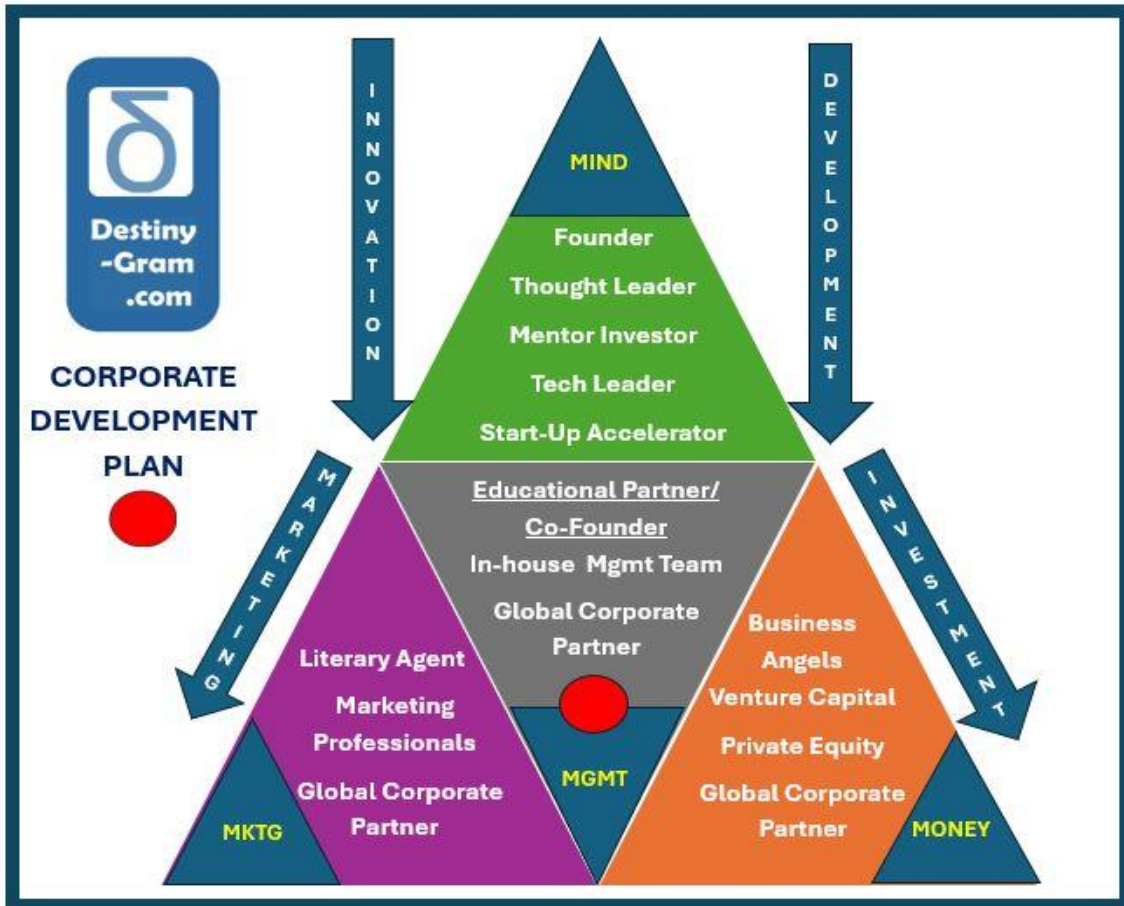 δ
Destiny
-Gram
.com
CORPORATE
DEVELOPMENT
PLAN
INNOVATION
DEVELOPMENT
MIND
Founder
Thought Leader
Mentor Investor
Tech Leader
Start-Up Accelerator
MARKETING
INVESTMENT
Educational Partner/
Co-Founder
In-house Mgmt Team
Global Corporate
Partner
MGMT
Literary Agent
Marketing
Professionals
Global Corporate
Partner
MKTG
Business
Angels
Venture Capital
Private Equity
Global Corporate
Partner
MONEY